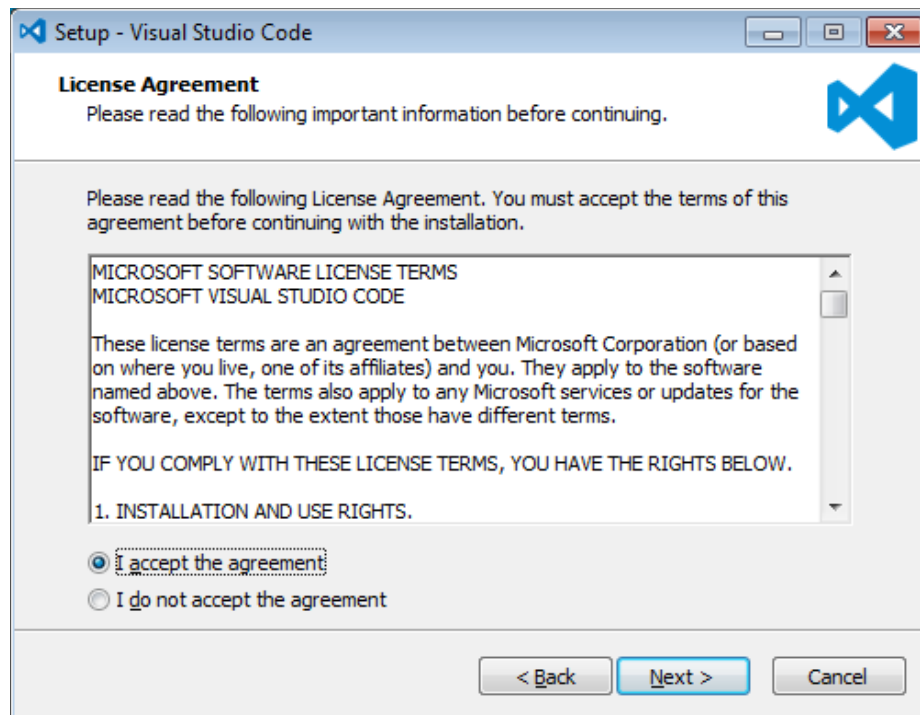 Setup - Visual Studio Code
License Agreement
Please read the following important information before continuing.
Please read the following License Agreement. You must accept the terms of this
agreement before continuing with the installation.
MICROSOFT SOFTWARE LICENSE TERMS
MICROSOFT VISUAL STUDIO CODE
These license terms are an agreement between Microsoft Corporation (or based
on where you live, one of its affiliates) and you. They apply to the software
named above. The terms also apply to any Microsoft services or updates for the
software, except to the extent those have different terms.
IF YOU COMPLY WITH THESE LICENSE TERMS, YOU HAVE THE RIGHTS BELOW.
1. INSTALLATION AND USE RIGHTS.
I accept the agreement
I do not accept the agreement
< Back Next > Cancel